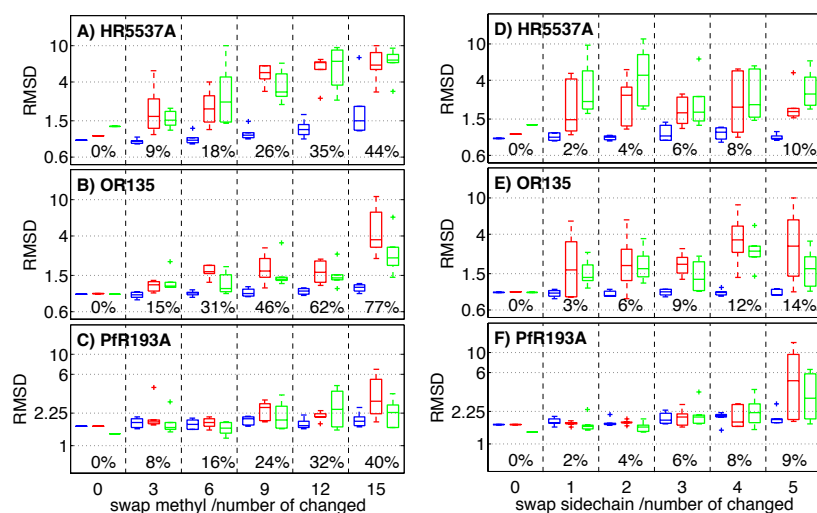 A) HR5537A
RMSD
10
4
1.5
0.6
0% 9% 18% 26% 35% 44%
B) OR135
RMSD
4
1.5
0.6
0% 15% 31% 46% 62% 77%
C) PfR193A
RMSD
10
6
2.25
1
0% 8% 16% 24% 32% 40%
0 3 6 9 12 15
swap methyl /number of changed
D) HR5537A
RMSD
10
4
1.5
0.6
0% 2% 4% 6% 8% 10%
E) OR135
RMSD
10
4
1.5
0.6
0% 3% 6% 9% 12% 14%
F) PfR193A
RMSD
10
6
2.25
1
0% 2% 4% 6% 8% 9%
0 1 2 3 4 5
swap sidechain /number of changed